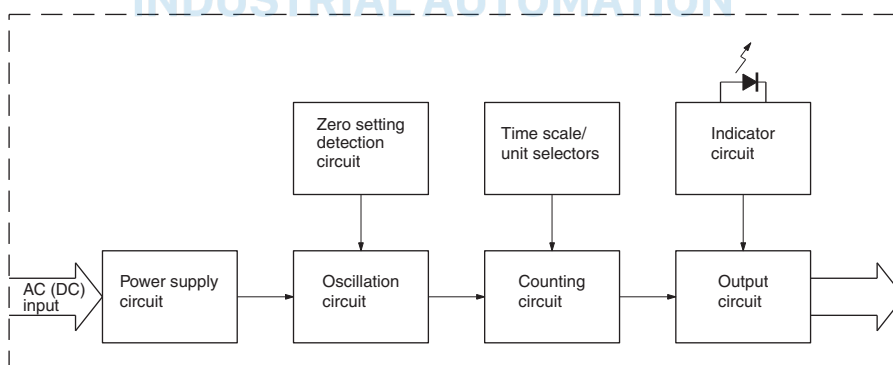 INDUSTRIAL AUTOMATION
Zero setting
detection
circuit
Time scale/
unit selectors
Indicator
circuit
AC (DC)
input
Power supply
circuit
Oscillation
circuit
Counting
circuit
Output
circuit